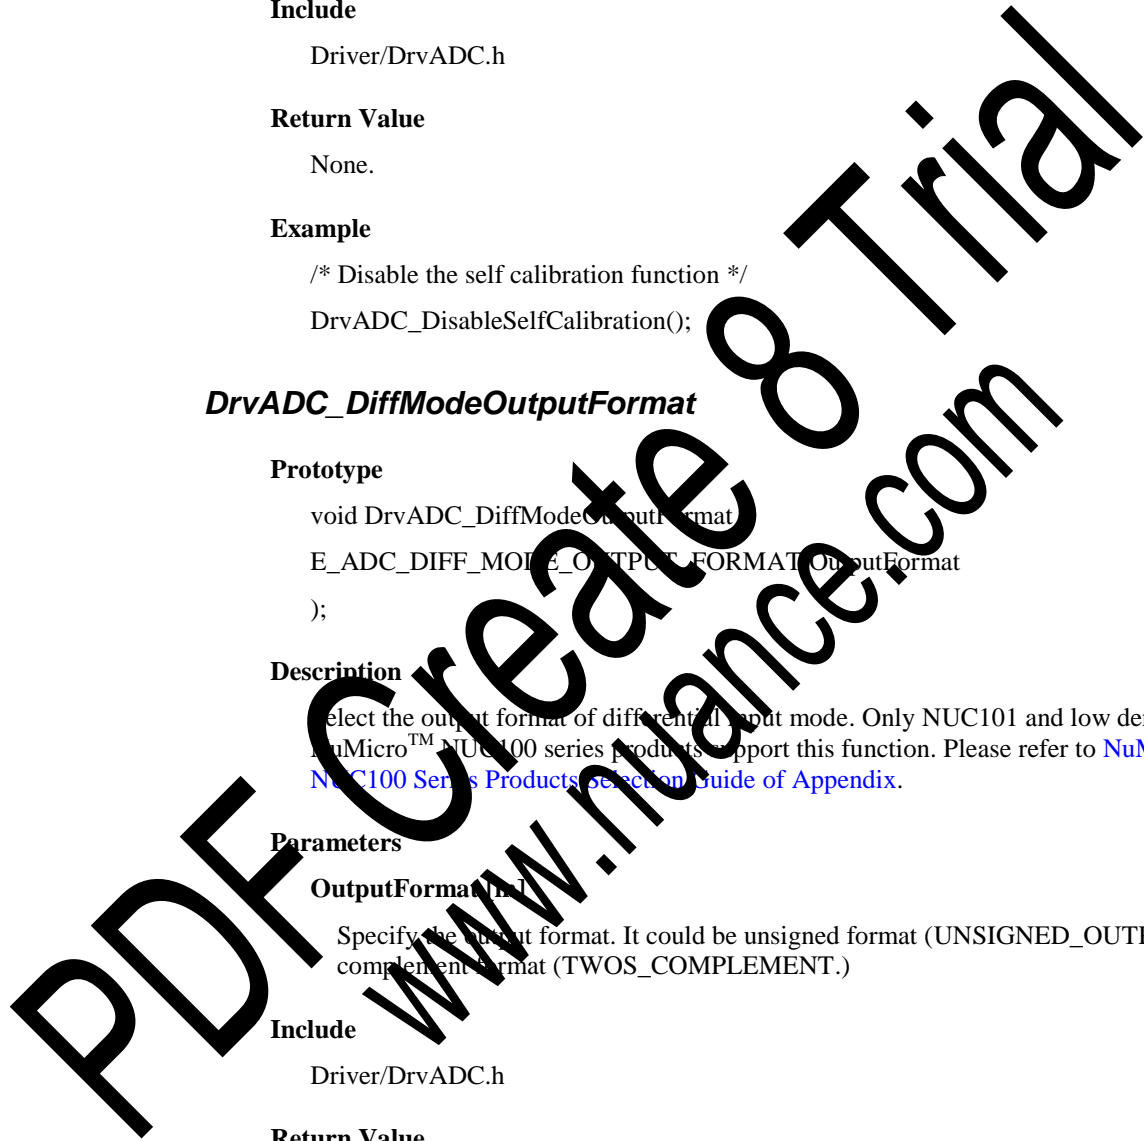 Include
Driver/DrvADC.h
Return Value
None.
Example
/* Disable the self calibration function */
DrvADC_DisableSelfCalibration();
DrvADC_DiffModeOutputFormat
Prototype
void DrvADC_DiffModeOutputFormat
E_ADC_DIFF_MODE_OUTPUT_FORMAT OutputFormat
);
Description
Select the output format of differential input mode. Only NUC101 and low
NuMicro™ NUC100 series products support this function. Please refer to
NUC100 Series Products Selection Guide of Appendix.
Parameters
OutputFormat [in]
Specify the output format. It could be unsigned format
complement format (TWOS_COMPLEMENT.)
Include
Driver/DrvADC.h
Return Value
PDF Create 8 Trial
www.nuance.com